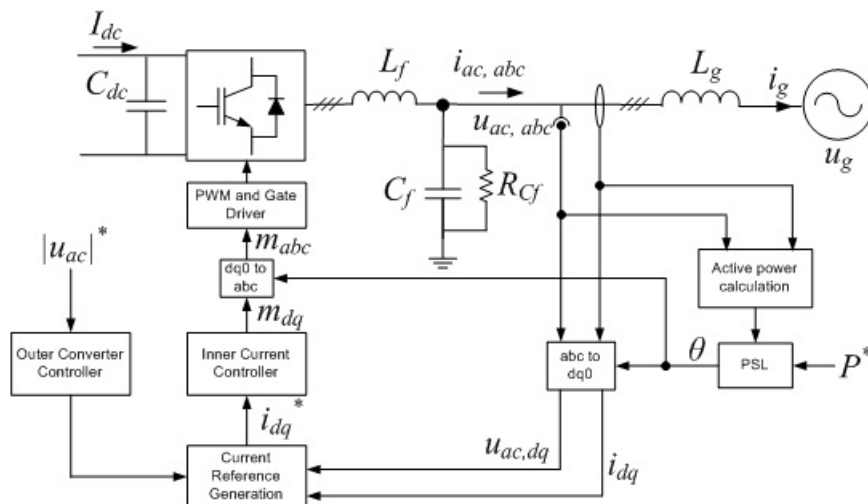 I_dc
C_dc
L_f
i_ac, abc
L_g
i_g
u_ac, abc
u_g
C_f
R_Cf
PWM and Gate
Driver
m_abc
|u_ac|*
dq0 to
abc
Active power
calculation
m_dq
Outer Converter
Controller
Inner Current
Controller
abc to
dq0
θ
PSL
P*
i_dq*
u_ac,dq
i_dq
Current
Reference
Generation